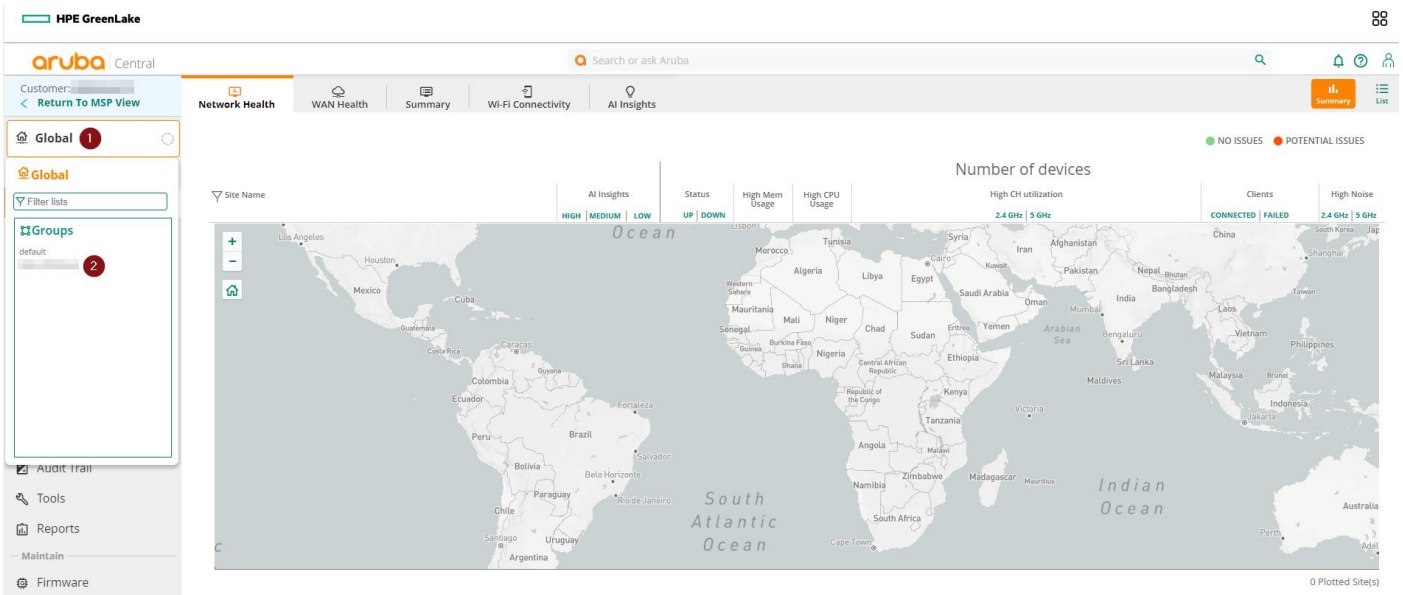 HPE GreenLake
aruba Central
Search or ask Aruba
Customer:
Return To MSP View
Network Health
WAN Health
Summary
Wi-Fi Connectivity
AI Insights
Summary
List
Global 1
NO ISSUES
POTENTIAL ISSUES
Global
Filter lists
Groups
default
2
Audit Trail
Tools
Reports
Maintain
Firmware
Number of devices
Site Name
AI Insights
HIGH | MEDIUM | LOW
Status
UP | DOWN
High Mem Usage
High CPU Usage
High CH utilization
2.4 GHz | 5 GHz
Clients
CONNECTED | FAILED
High Noise
2.4 GHz | 5 GHz
+
−
Ocean
Los Angeles
Houston
Mexico
Cuba
Guatemala
Costa Rica
Caracas
Guyana
Colombia
Ecuador
Fortaleza
Peru
Brazil
Salvador
Bolivia
Belo Horizonte
Paraguay
Rio de Janeiro
Chile
Santiago
Uruguay
Argentina
South
Atlantic
Ocean
Lisbon
Morocco
Tunisia
Algeria
Libya
Egypt
Cairo
Western
Sahara
Mauritania
Mali
Niger
Chad
Sudan
Eritrea
Yemen
Senegal
Guinea
Burkina Faso
Ghana
Nigeria
Central African
Republic
Ethiopia
Republic of
the Congo
Kenya
Tanzania
Angola
Malawi
Zimbabwe
Namibia
Madagascar
Mauritius
South Africa
Cape Town
Victoria
Syria
Iran
Afghanistan
Kuwait
Pakistan
Saudi Arabia
Oman
Nepal
Bhutan
Bangladesh
India
Mumbai
Arabian
Sea
Bengaluru
Sri Lanka
Maldives
China
South Korea
Shanghai
Taiwan
Laos
Vietnam
Philippines
Malaysia
Brunei
Indonesia
Jakarta
Indian
Ocean
Australia
Perth
0 Plotted Site(s)